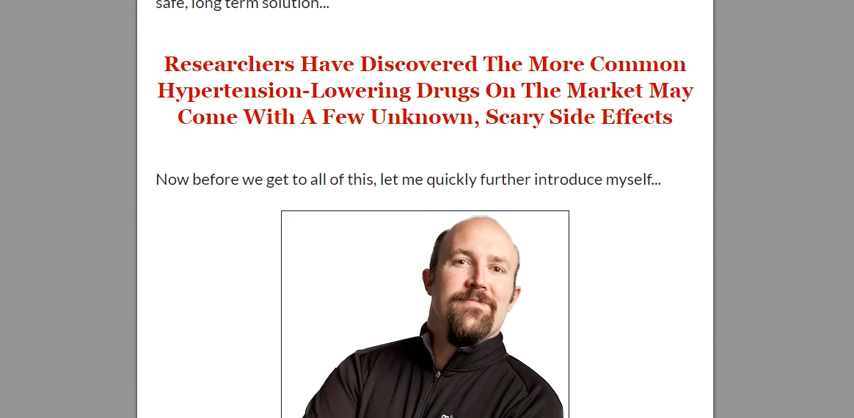 safe, long term solution...
Researchers Have Discovered The More Common
Hypertension-Lowering Drugs On The Market May
Come With A Few Unknown, Scary Side Effects
Now before we get to all of this, let me quickly further introduce myself...